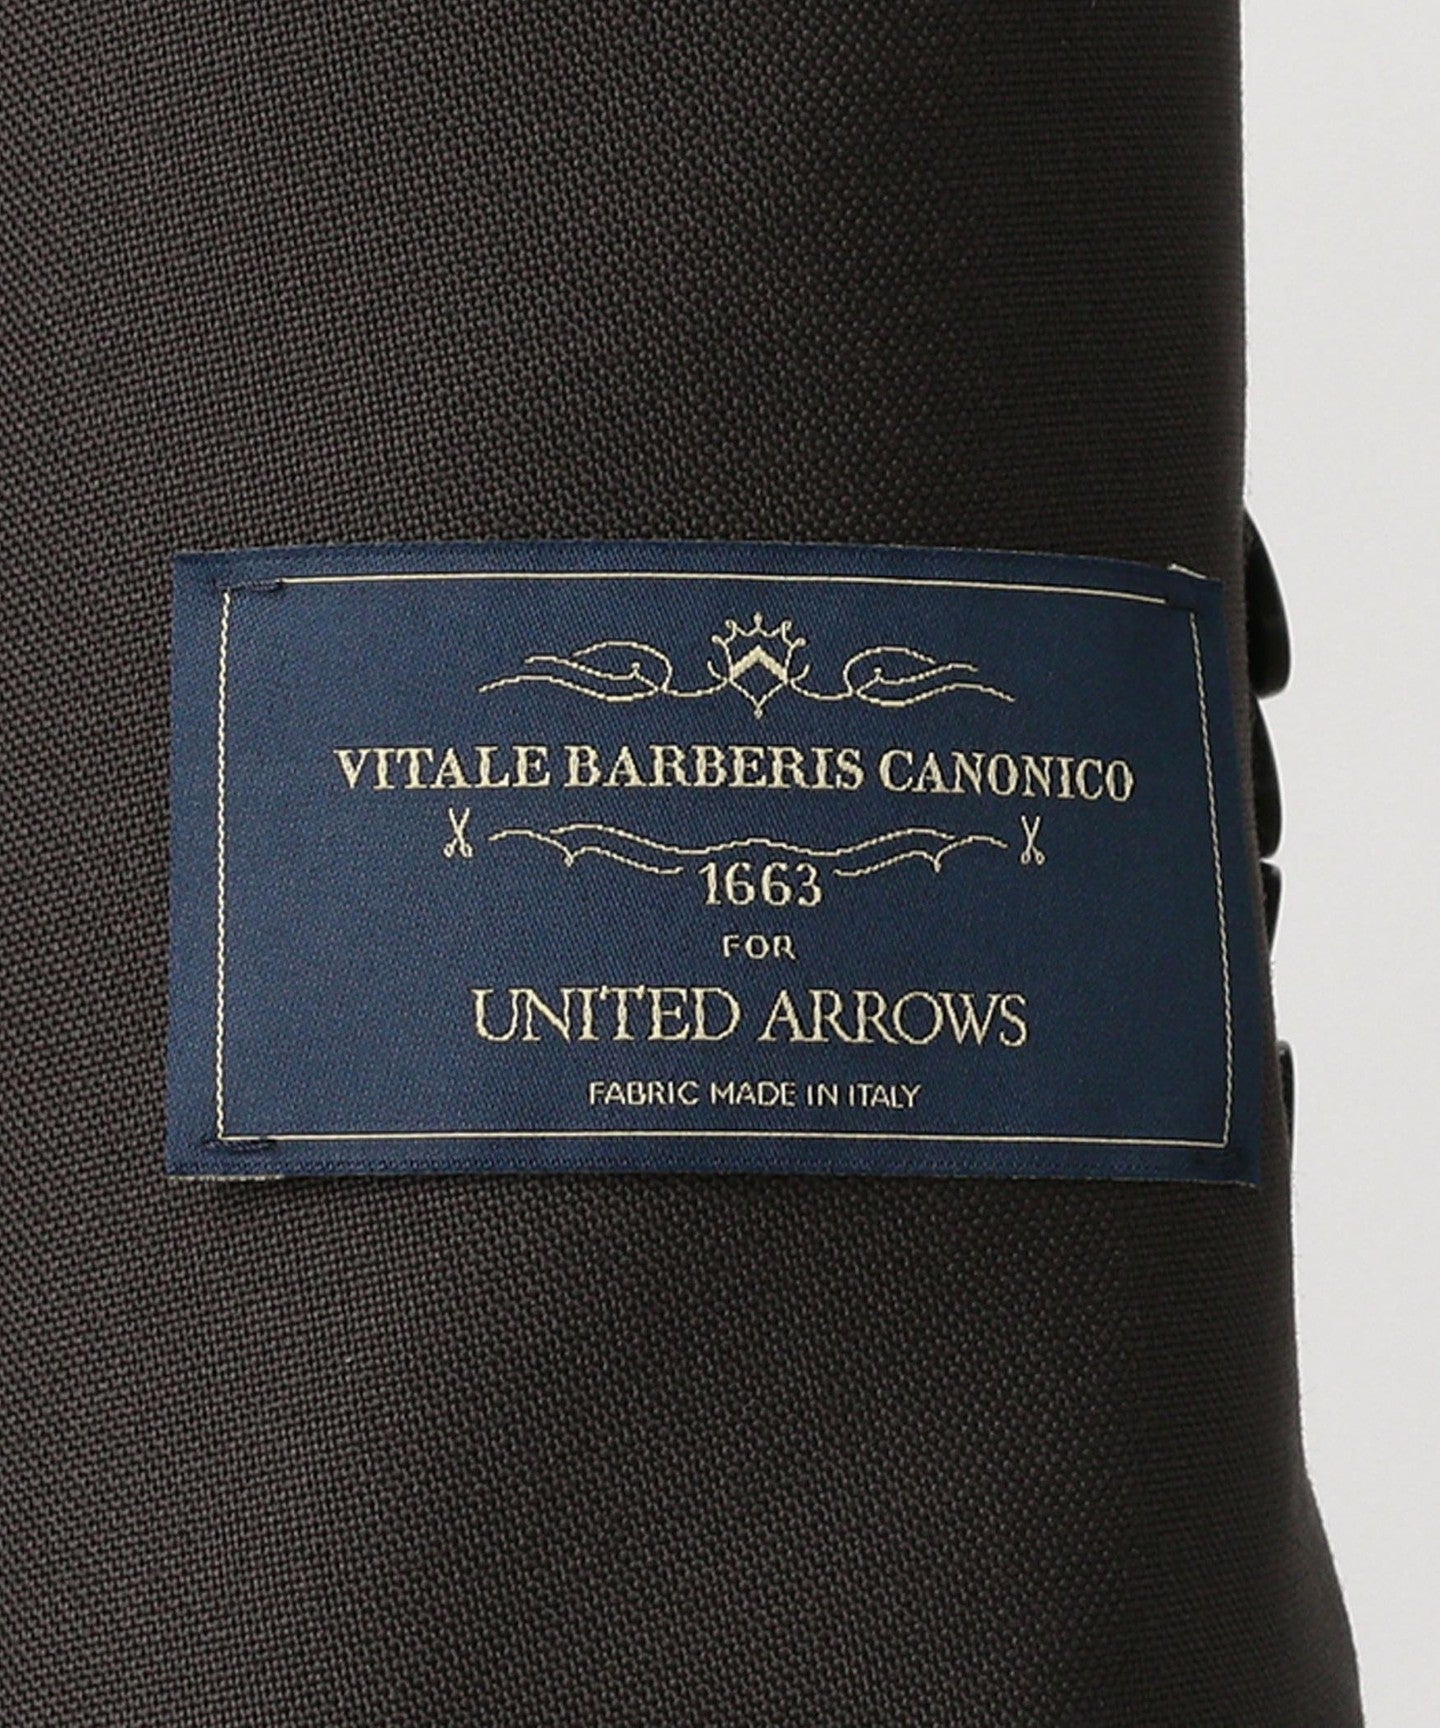 VITALE BARBERIS CANONICO
1663
FOR
UNITED ARROWS
FABRIC MADE IN ITALY